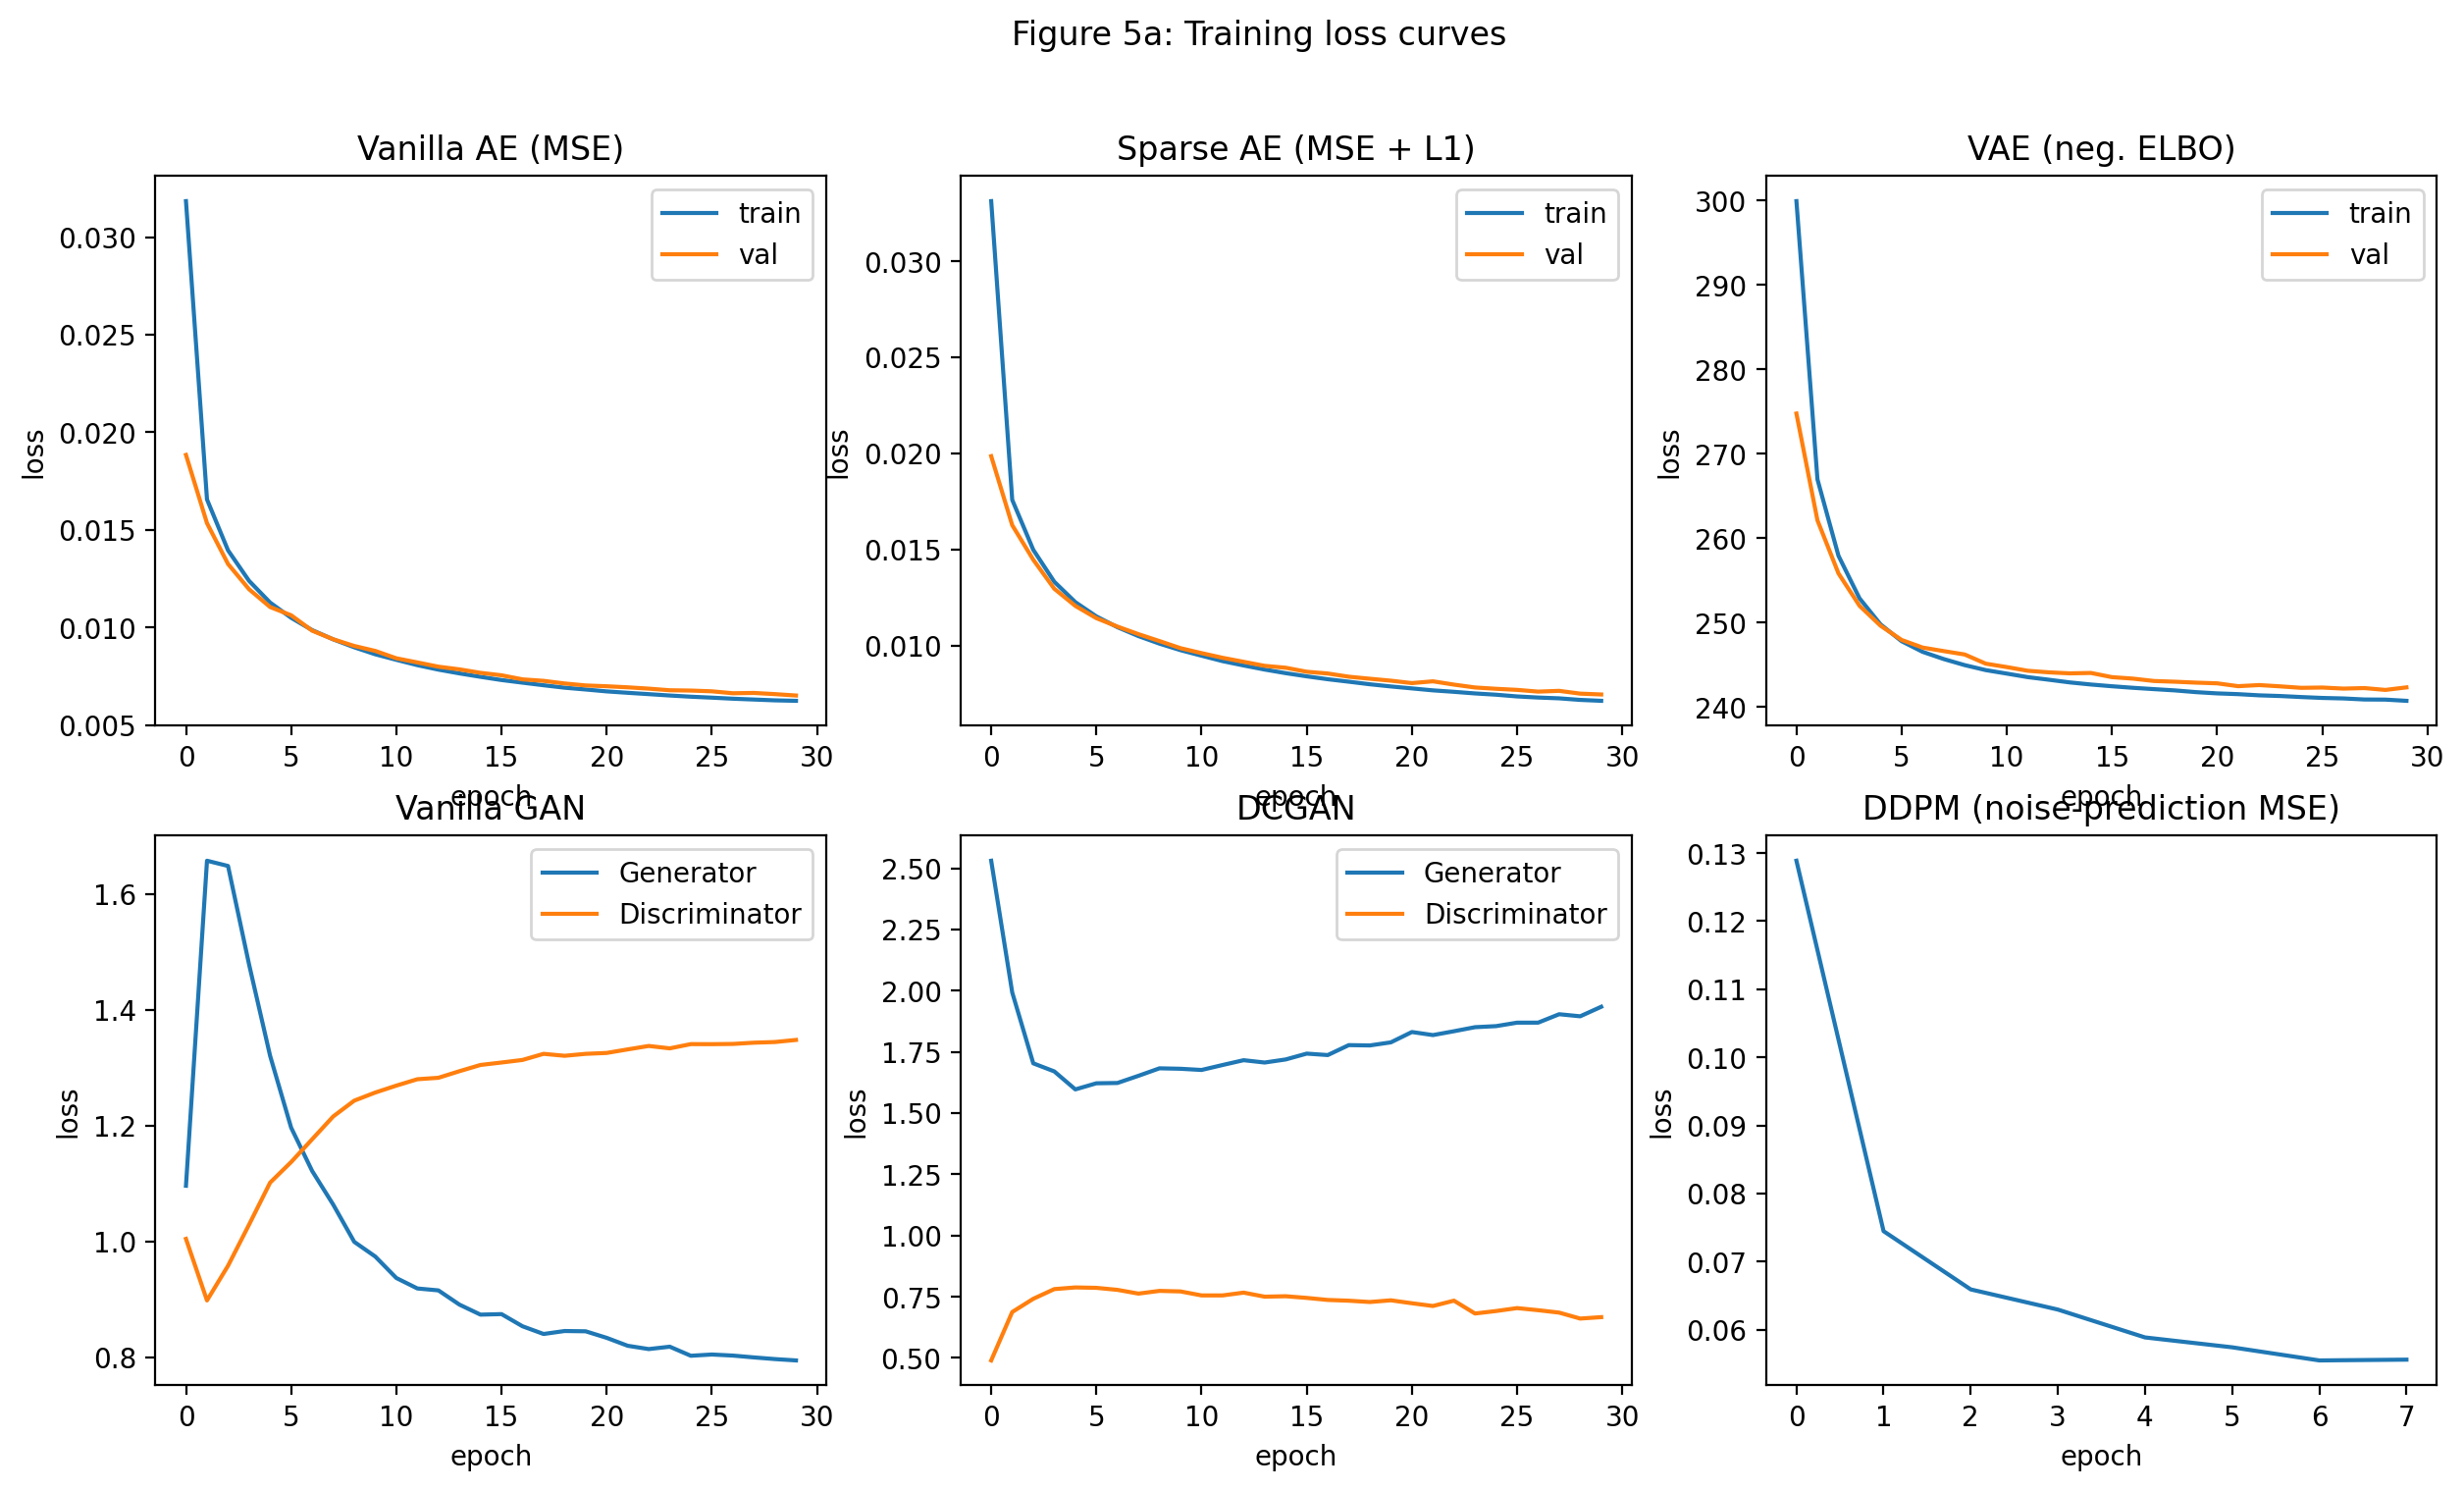 Figure 5a: Training loss curves
Vanilla AE (MSE)
train
val
0.030
0.025
0.020
0.015
0.010
0.005
loss
0 5 10 15 20 25 30
epoch
Sparse AE (MSE + L1)
train
val
0.030
0.025
0.020
0.015
0.010
loss
0 5 10 15 20 25 30
epoch
VAE (neg. ELBO)
train
val
300
290
280
270
260
250
240
loss
0 5 10 15 20 25 30
epoch
Vanilla GAN
Generator
Discriminator
1.6
1.4
1.2
1.0
0.8
loss
0 5 10 15 20 25 30
epoch
DCGAN
Generator
Discriminator
2.50
2.25
2.00
1.75
1.50
1.25
1.00
0.75
0.50
loss
0 5 10 15 20 25 30
epoch
DDPM (noise-prediction MSE)
0.13
0.12
0.11
0.10
0.09
0.08
0.07
0.06
loss
0 1 2 3 4 5 6 7
epoch